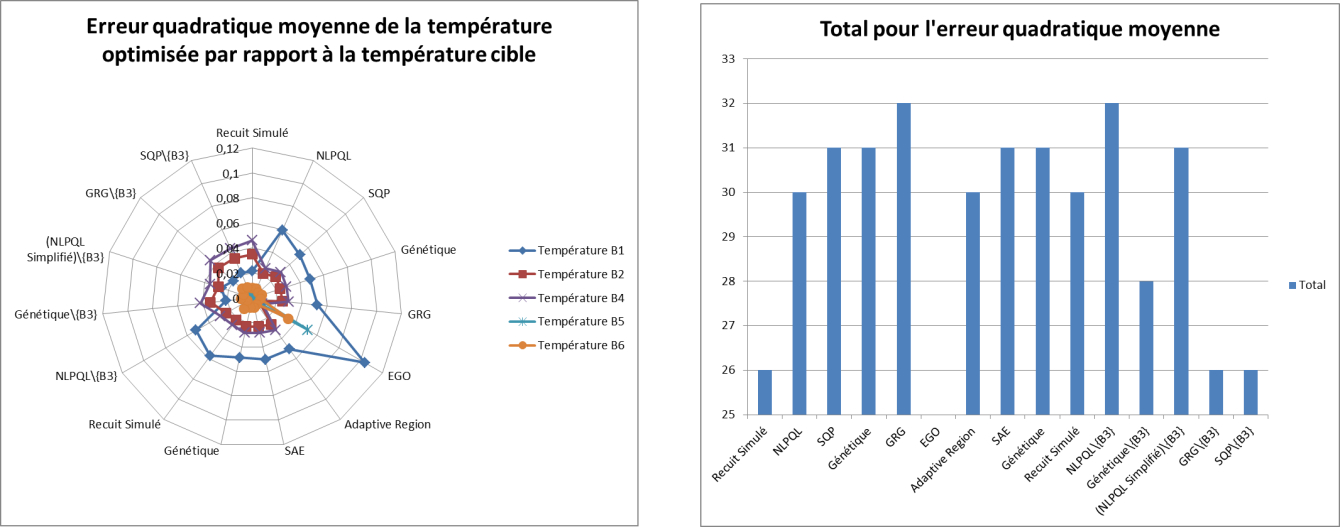 Erreur quadratique moyenne de la température
optimisée par rapport à la température cible
Recuit Simulé
NLPQL
SQP
Génétique
GRG
EGO
Adaptive Region
SAE
Génétique
Recuit Simulé
NLPQL\{B3}
Génétique\{B3}
(NLPQL
Simplifié)\{B3}
GRG\{B3}
SQP\{B3}
0,12
0,1
0,08
0,06
0,04
0,02
0
Température B1
Température B2
Température B4
Température B5
Température B6
Total pour l'erreur quadratique moyenne
33
32
31
30
29
28
27
26
25
Recuit Simulé
NLPQL
SQP
Génétique
GRG
EGO
Adaptive Region
SAE
Génétique
Recuit Simulé
NLPQL\{B3}
Génétique\{B3}
(NLPQL Simplifié)\{B3}
GRG\{B3}
SQP\{B3}
Total